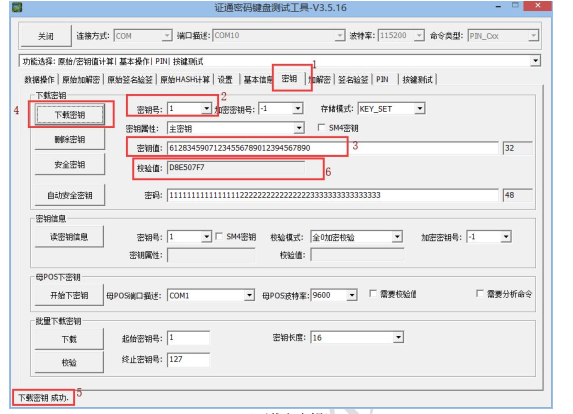 证通密码键盘测试工具-V3.5.16
关闭 连接方式: COM 端口描述: COM10 波特率: 115200 命令类型: PIN_Cxx
功能选择: 原始/密钥值计算| 基本操作| PIN| 按键测试|
1
数据操作 | 原始加解密 | 原始签名验签 | 原始HASH计算 | 设置 | 基本信息 密钥 加解密 | 签名验签 | PIN | 按键测试|
下载密钥
2
4 下载密钥 密钥号: 1 加密密钥号: -1 存储模式: KEY_SET
密钥属性: 主密钥 SM4密钥
删除密钥 密钥值: 61283459071234556789012394567890 3 32
安全密钥 校验值: D8E507F7 6
自动安全密钥 密码: 48
密钥信息
读密钥信息 密钥号: 1 SM4密钥 校验模式: 全0加密校验 加密密钥号: -1
密钥属性: 校验值:
母POS下密钥
开始下密钥 母POS端口描述: COM1 母POS波特率: 9600 需要校验值 需要分析命令
批量下载密钥
下载 起始密钥号: 1 密钥长度: 16
校验 终止密钥号: 127
下载密钥 成功. 5